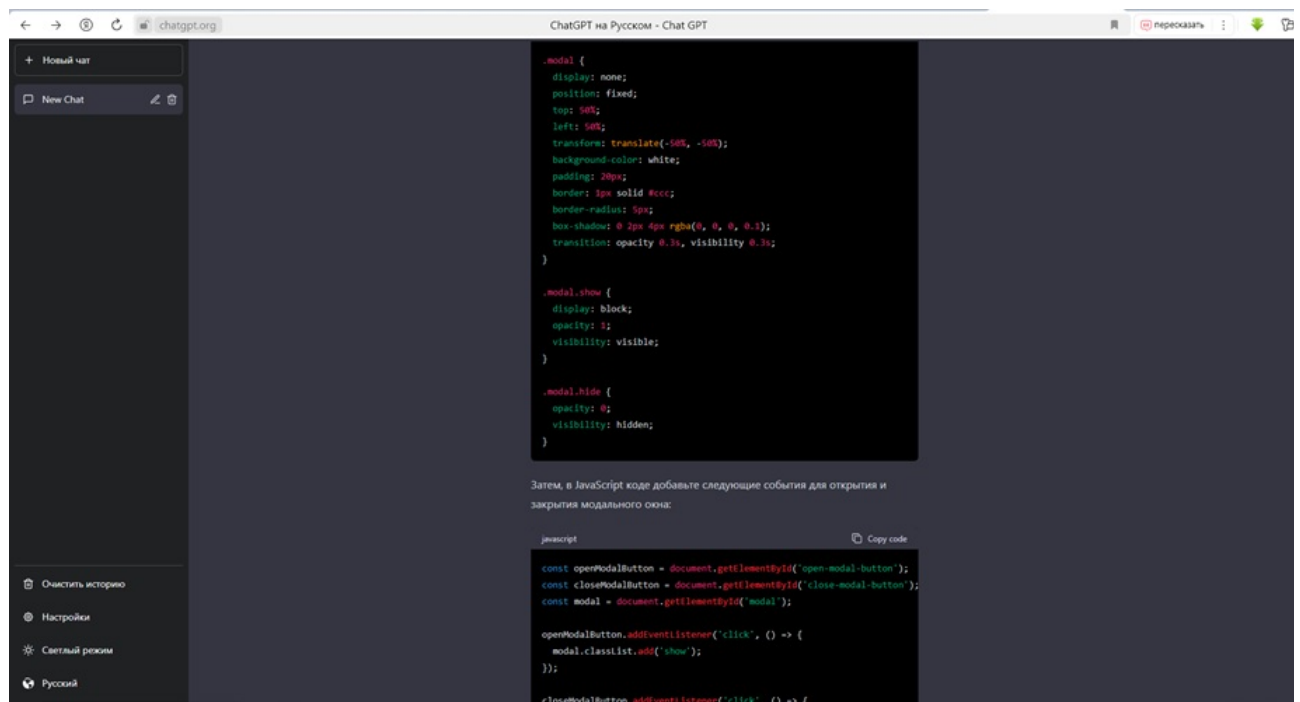 chatgpt.org
ChatGPT на Русском - Chat GPT
пересказать
+ Новый чат
New Chat
.modal {
display: none;
position: fixed;
top: 50%;
left: 50%;
transform: translate(-50%, -50%);
background-color: white;
padding: 20px;
border: 1px solid #ccc;
border-radius: 5px;
box-shadow: 0 2px 4px rgba(0, 0, 0, 0.1);
transition: opacity 0.3s, visibility 0.3s;
}
.modal.show {
display: block;
opacity: 1;
visibility: visible;
}
.modal.hide {
opacity: 0;
visibility: hidden;
}
Затем, в JavaScript коде добавьте следующие события для открытия и
закрытия модального окна:
javascript
Copy code
const openModalButton = document.getElementById('open-modal-button');
const closeModalButton = document.getElementById('close-modal-button');
const modal = document.getElementById('modal');
openModalButton.addEventListener('click', () => {
modal.classList.add('show');
});
closeModalButton.addEventListener('click', () => {
Очистить историю
Настройки
Светлый режим
Русский